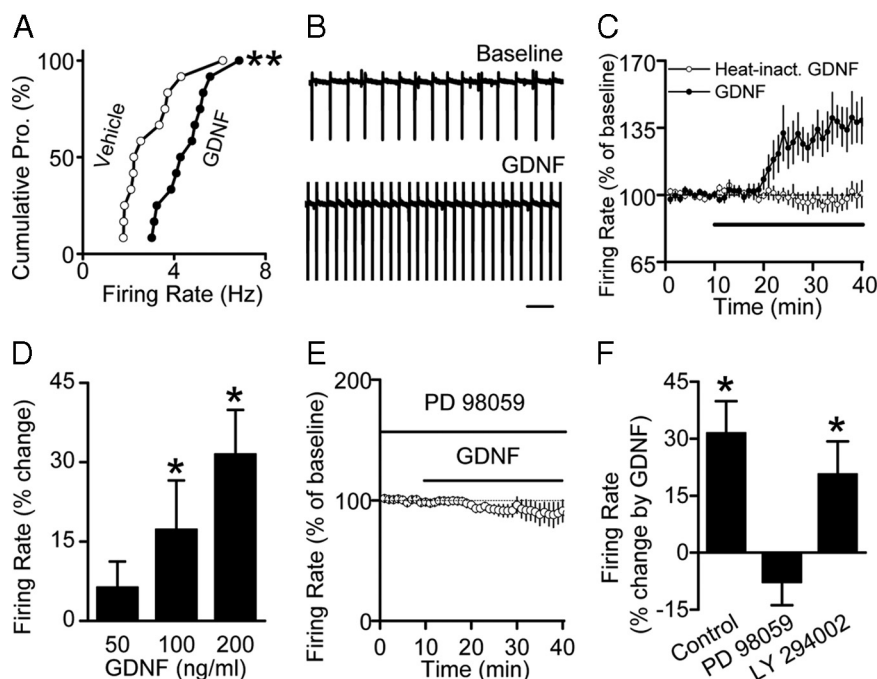 A
Cumulative Pro. (%)
100
50
0
Vehicle
GDNF
**
0
4
8
Firing Rate (Hz)
B
Baseline
GDNF
C
Firing Rate (% of baseline)
170
135
100
65
Heat-inact. GDNF
GDNF
0
10
20
30
40
Time (min)
D
Firing Rate (% change)
45
30
15
0
*
*
50
100
200
GDNF (ng/ml)
E
Firing Rate (% of baseline)
200
100
0
PD 98059
GDNF
0
10
20
30
40
Time (min)
F
Firing Rate
(% change by GDNF)
45
30
15
0
-15
*
*
Control
PD 98059
LY 294002